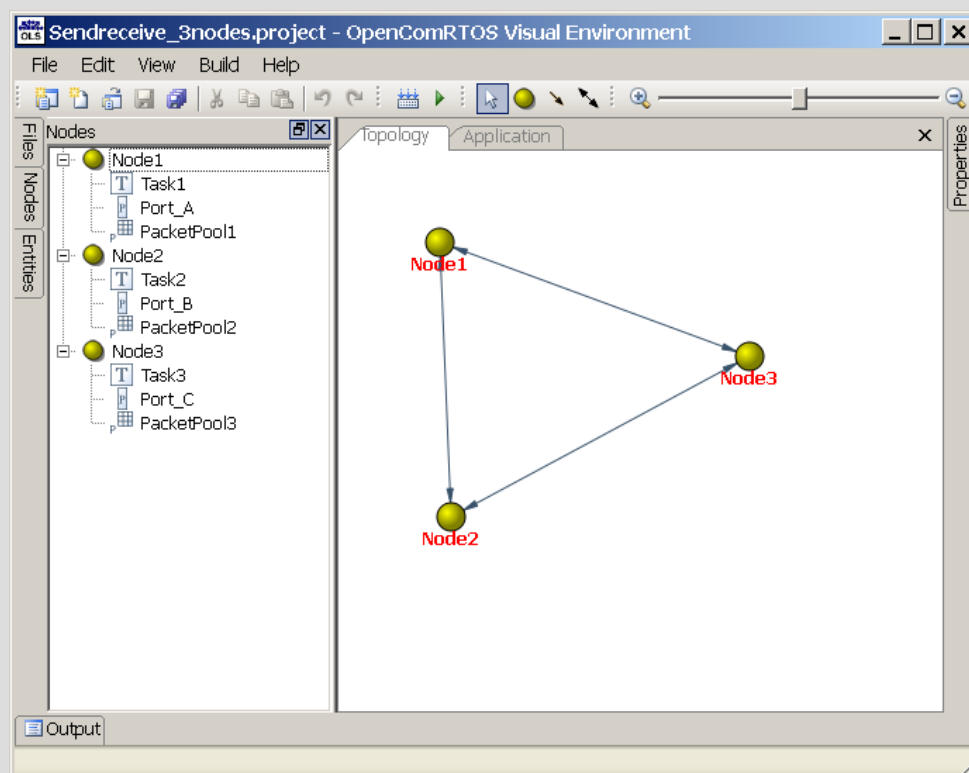 OLS Sendreceive_3nodes.project - OpenComRTOS Visual Environment
File Edit View Build Help
Files
Nodes
Entities
Nodes
Node1
T Task1
P Port_A
P PacketPool1
Node2
T Task2
P Port_B
P PacketPool2
Node3
T Task3
P Port_C
P PacketPool3
Topology Application
Node1
Node3
Node2
Properties
Output